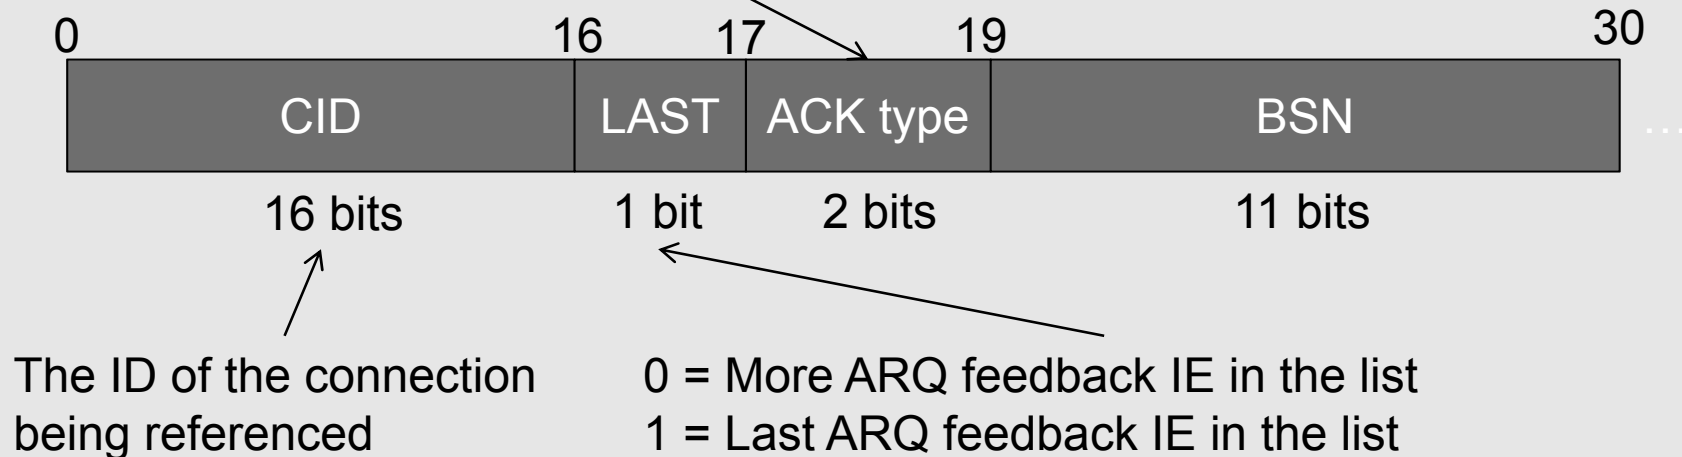 0 16 17 19 30
CID LAST ACK type BSN ...
16 bits 1 bit 2 bits 11 bits
The ID of the connection
being referenced
0 = More ARQ feedback IE in the list
1 = Last ARQ feedback IE in the list